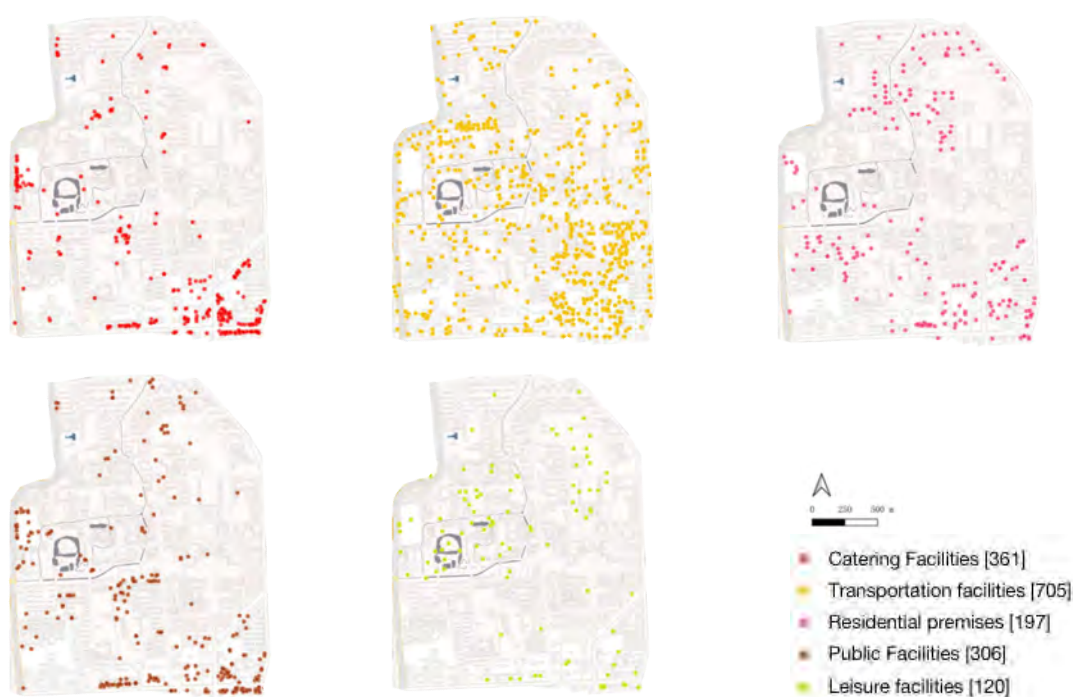 0 250 500 m
Catering Facilities [361]
Transportation facilities [705]
Residential premises [197]
Public Facilities [306]
Leisure facilities [120]